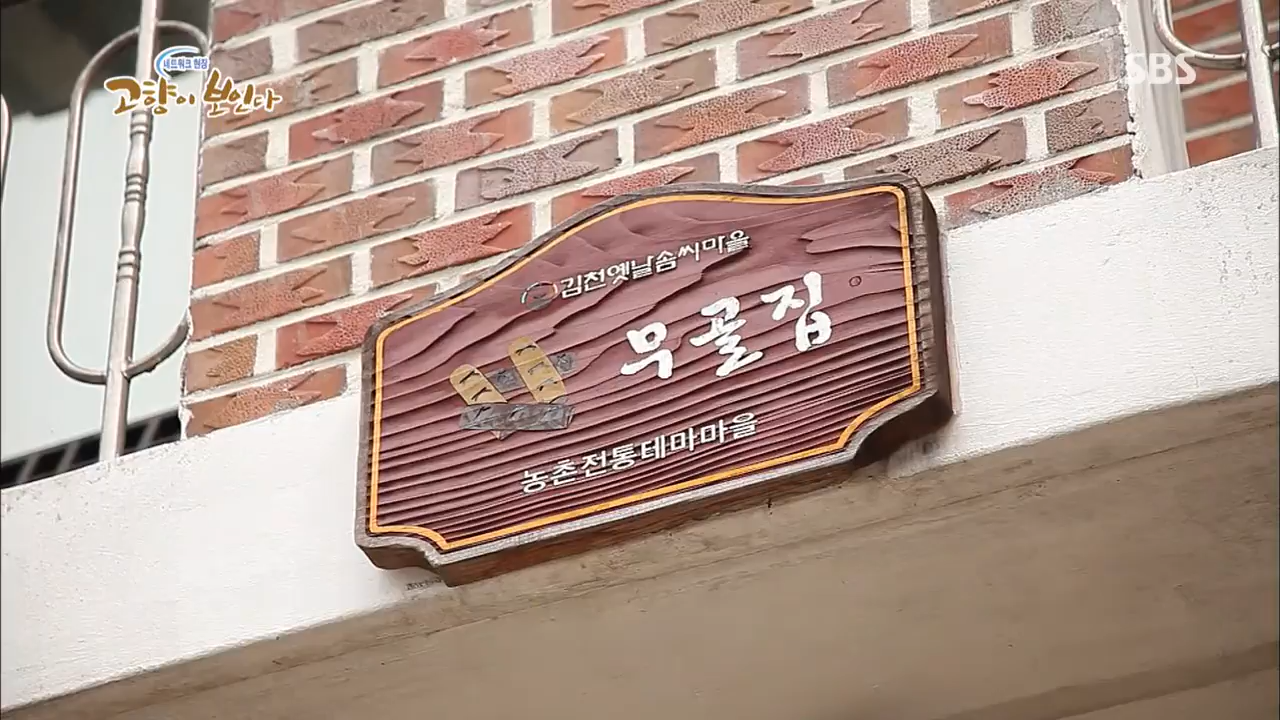 네트워크 현장
고향이 보인다
SBS
김천옛날솜씨마을
무골집
농촌전통테마마을